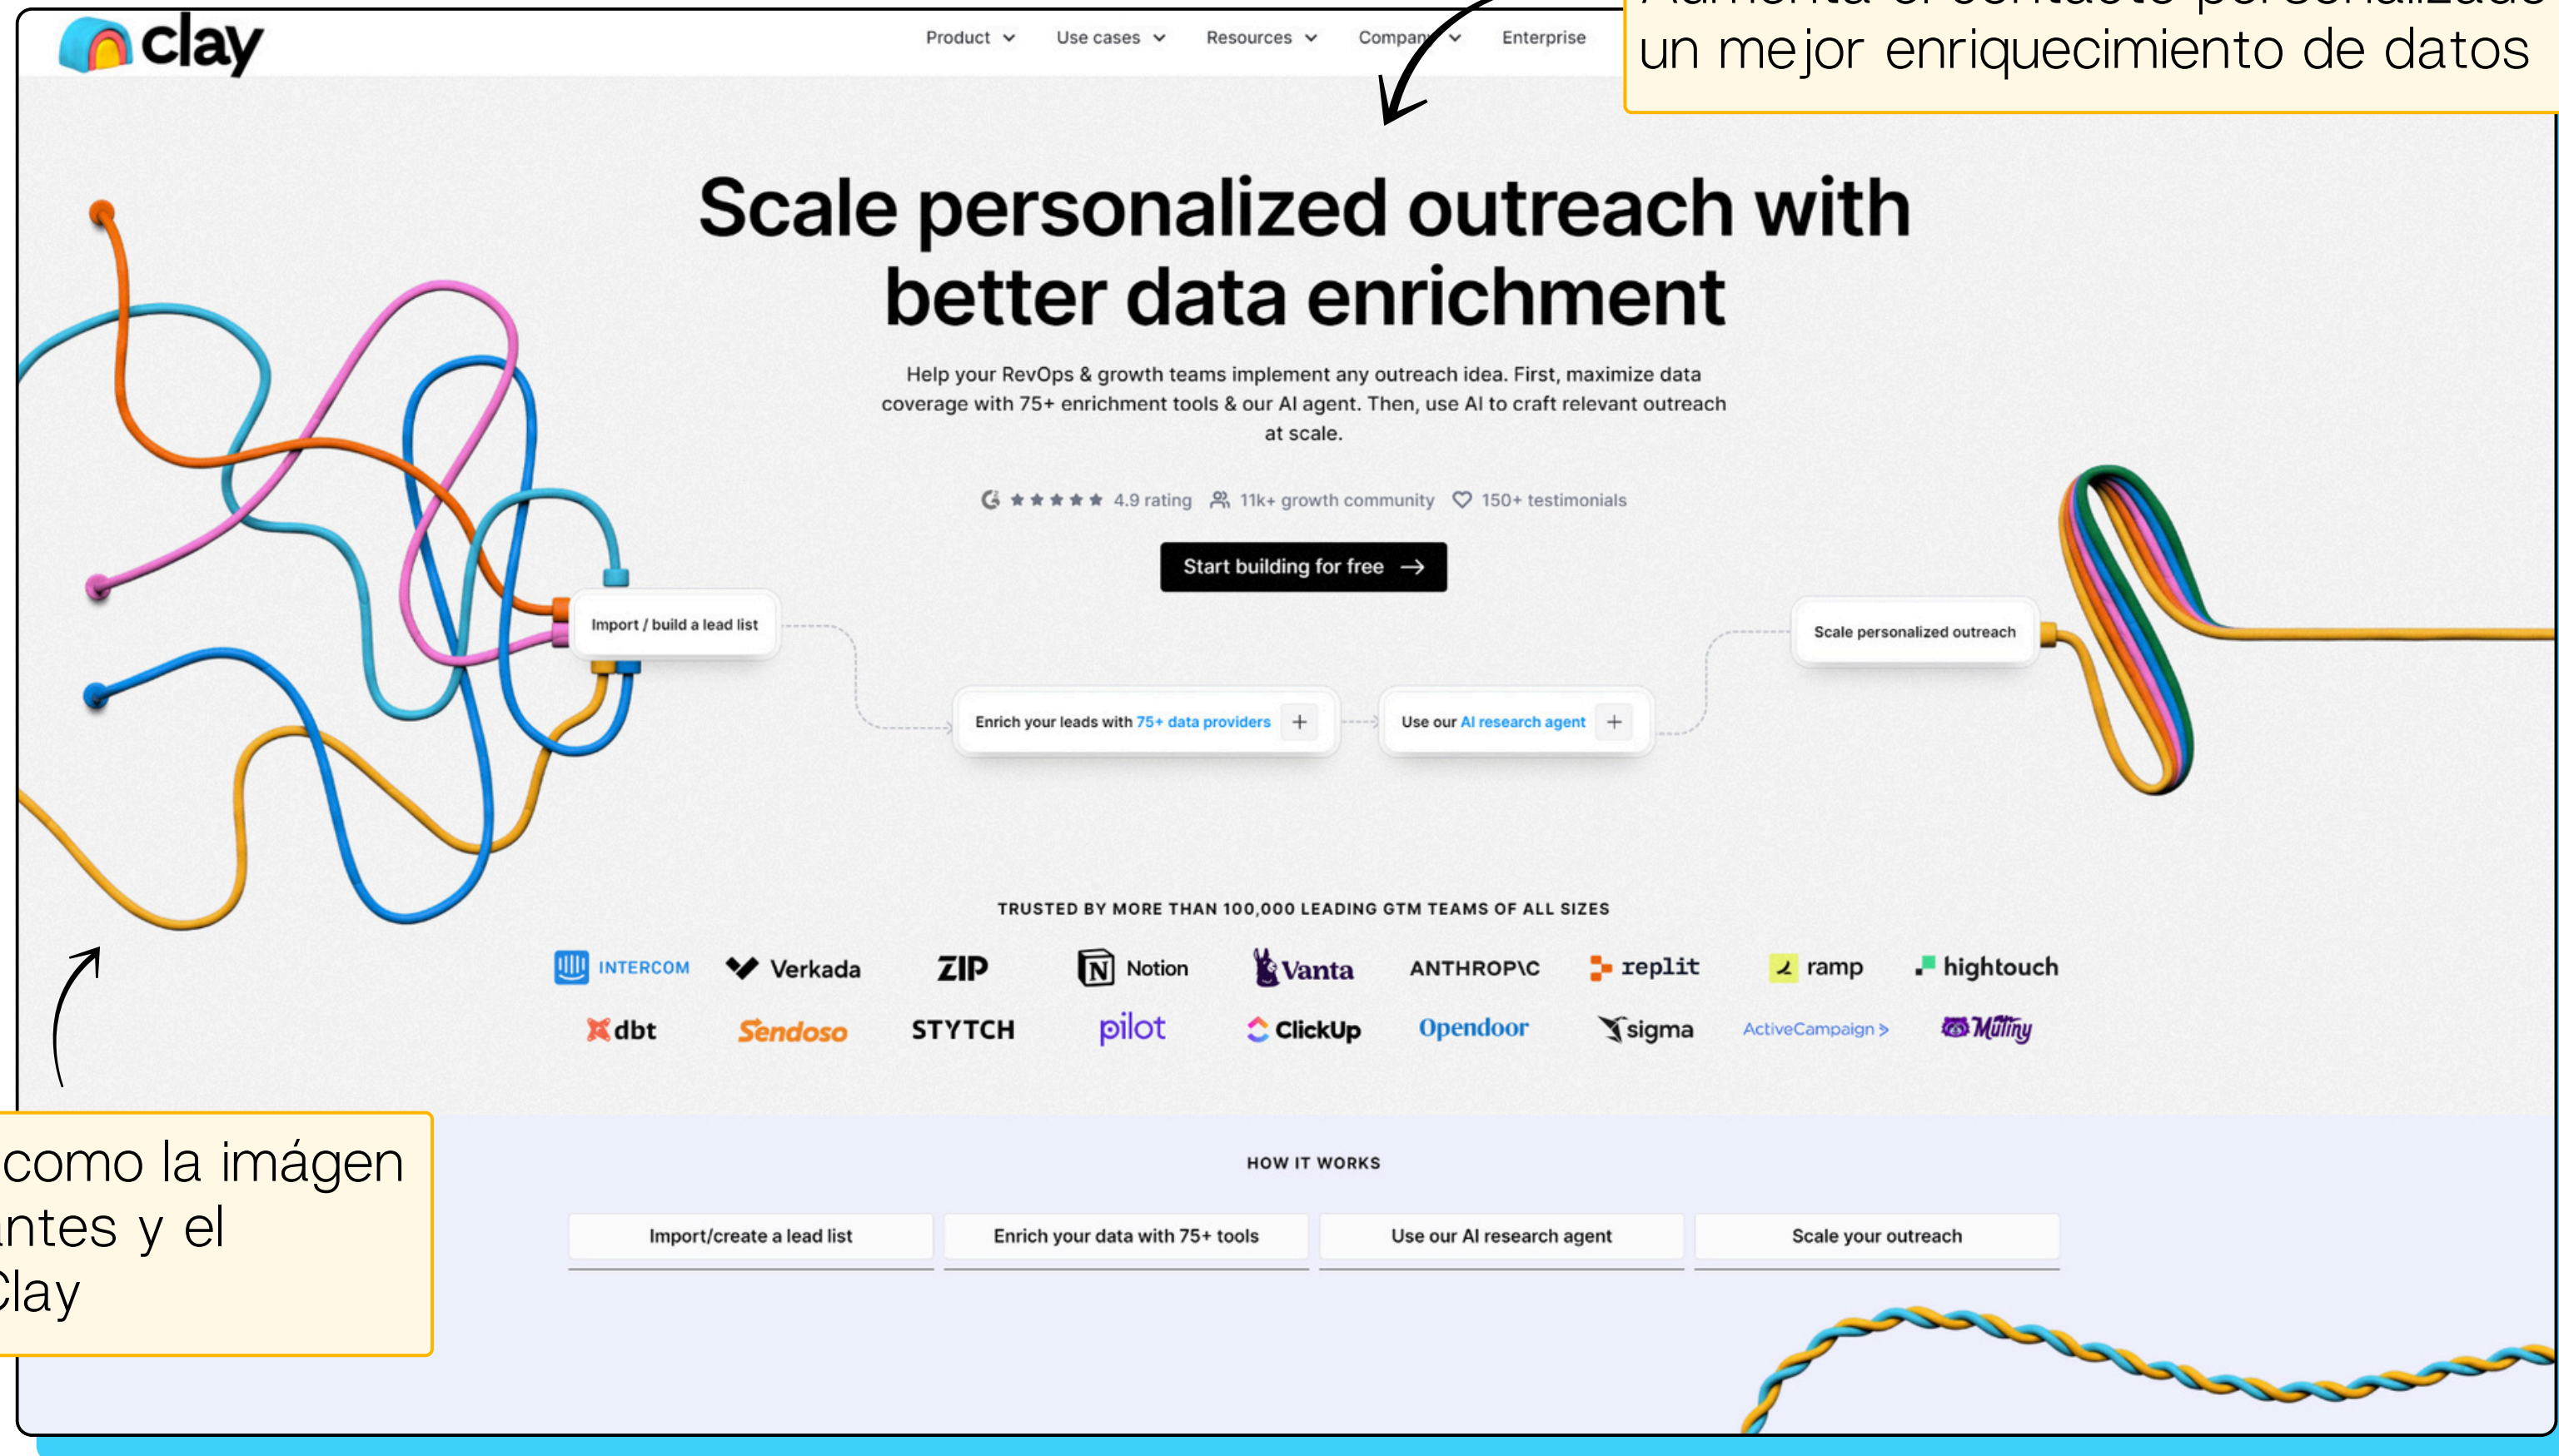 clay
Product
Use cases
Resources
Company
Enterprise
Aumenta el contacto personalizado
un mejor enriquecimiento de datos
Scale personalized outreach with
better data enrichment
Help your RevOps & growth teams implement any outreach idea. First, maximize data
coverage with 75+ enrichment tools & our AI agent. Then, use AI to craft relevant outreach
at scale.
4.9 rating 11k+ growth community 150+ testimonials
Start building for free →
Import / build a lead list
Scale personalized outreach
Enrich your leads with 75+ data providers +
Use our AI research agent +
TRUSTED BY MORE THAN 100,000 LEADING GTM TEAMS OF ALL SIZES
INTERCOM Verkada ZIP Notion Vanta ANTHROP\C replit ramp hightouch
dbt Sendoso STYTCH pilot ClickUp Opendoor sigma ActiveCampaign > Mutiny
como la imágen
y el
Clay
HOW IT WORKS
Import/create a lead list
Enrich your data with 75+ tools
Use our AI research agent
Scale your outreach